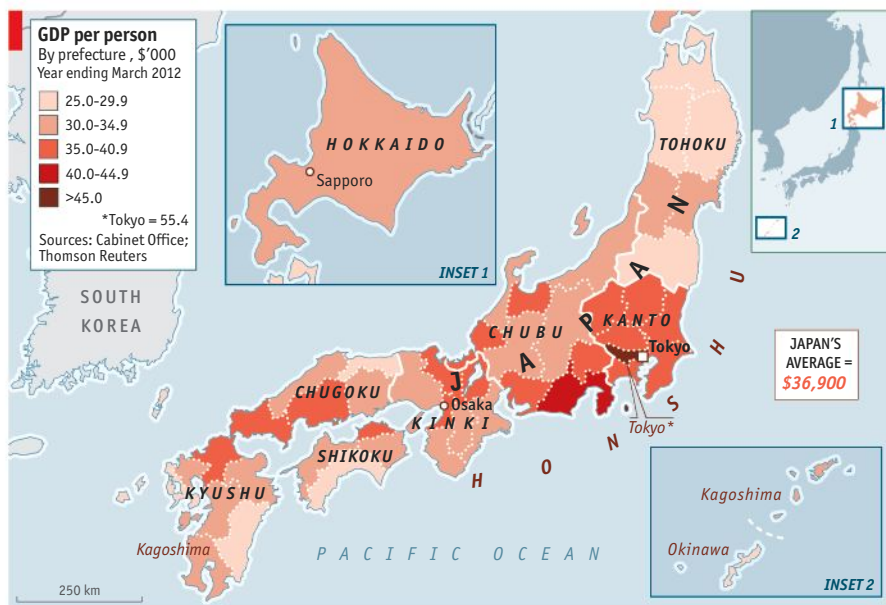 GDP per person
By prefecture , $’000
Year ending March 2012
25.0-29.9
30.0-34.9
35.0-40.9
40.0-44.9
>45.0
*Tokyo = 55.4
Sources: Cabinet Office;
Thomson Reuters
HOKKAIDO
Sapporo
INSET 1
1
2
TOHOKU
SOUTH
KOREA
JAPAN
CHUBU
KANTO
Tokyo
HONSHU
JAPAN’S
AVERAGE =
$36,900
CHUGOKU
Osaka
KINKI
Tokyo*
SHIKOKU
KYUSHU
Kagoshima
PACIFIC OCEAN
Kagoshima
Okinawa
INSET 2
250 km